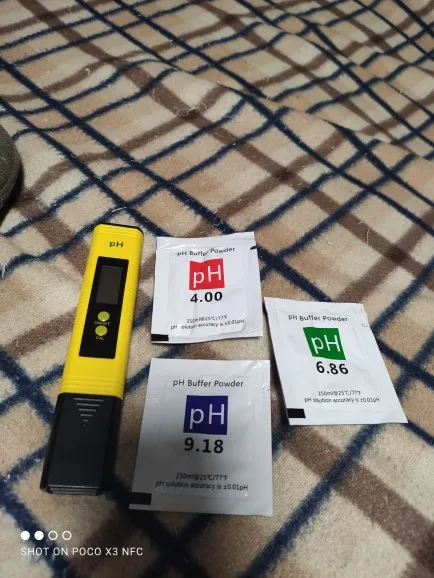 pH
ON/OFF
CAL
pH Buffer Powder
pH
4.00
250ml@25℃/77℉
pH solution accuracy is ±0.01pH
pH Buffer Powder
pH
6.86
250ml@25℃/77℉
pH solution accuracy is ±0.01pH
pH Buffer Powder
pH
9.18
250ml@25℃/77℉
pH solution accuracy is ±0.01pH
SHOT ON POCO X3 NFC